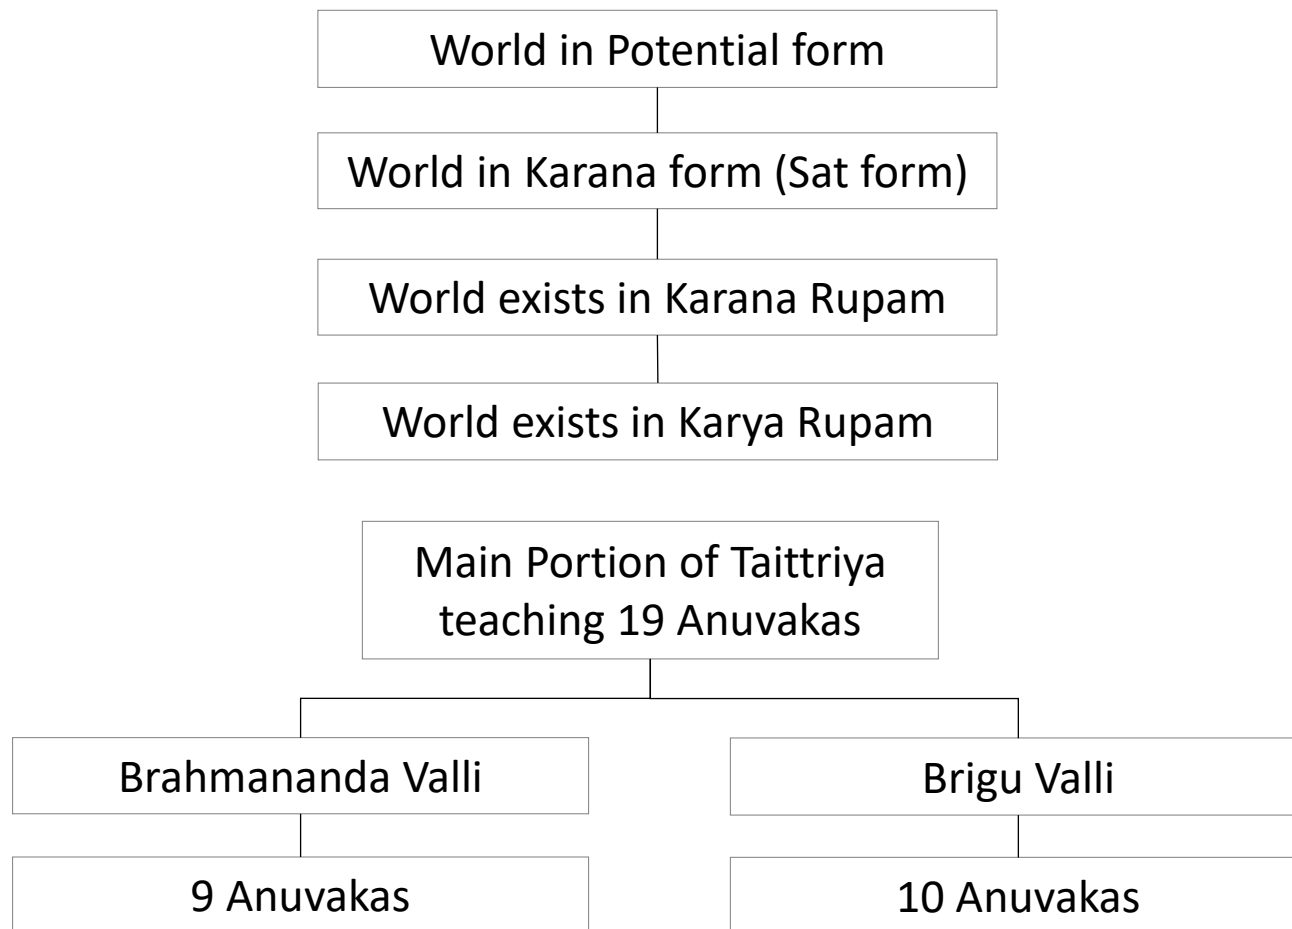 World in Potential form
World in Karana form (Sat form)
World exists in Karana Rupam
World exists in Karya Rupam
Main Portion of Taittriya
teaching 19 Anuvakas
Brahmananda Valli
Brigu Valli
9 Anuvakas
10 Anuvakas